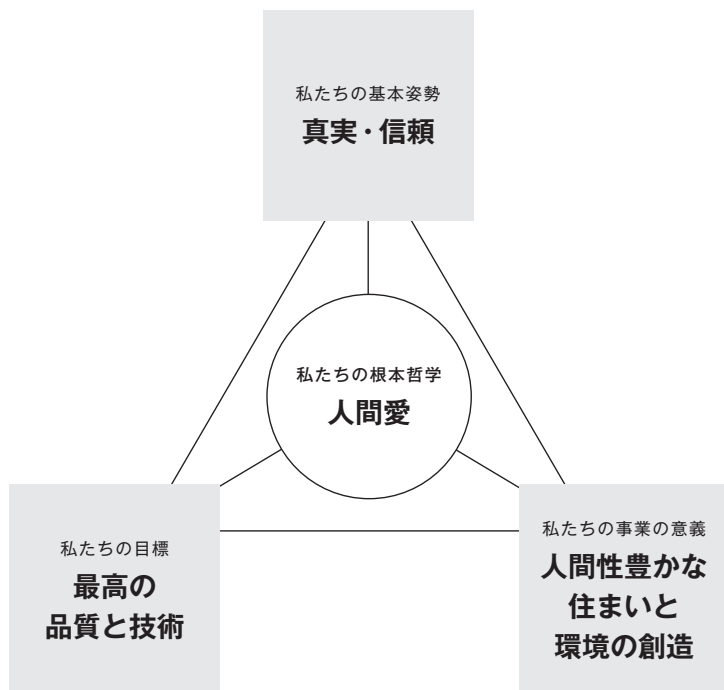 私たちの基本姿勢
真実・信頼
私たちの根本哲学
人間愛
私たちの目標
最高の
品質と技術
私たちの事業の意義
人間性豊かな
住まいと
環境の創造